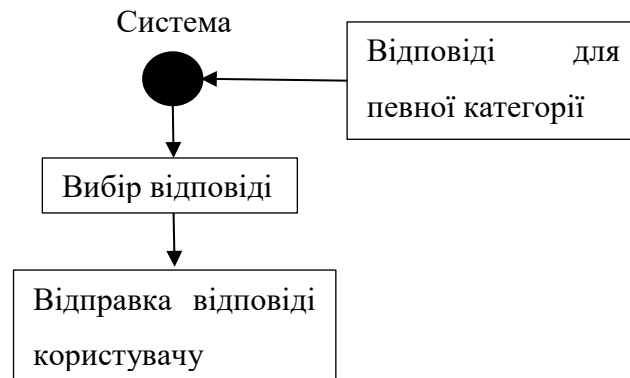 Система
Відповіді для
певної категорії
Вибір відповіді
Відправка відповіді
користувачу